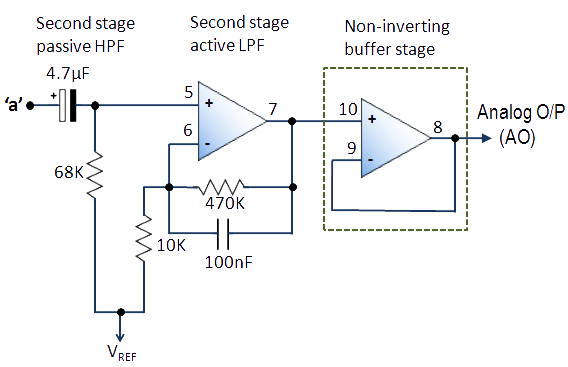 Second stage
passive HPF
Second stage
active LPF
Non-inverting
buffer stage
4.7µF
'a'
5
+
6
-
7
10
+
9
-
8
Analog O/P
(AO)
+
68K
470K
10K
100nF
VREF